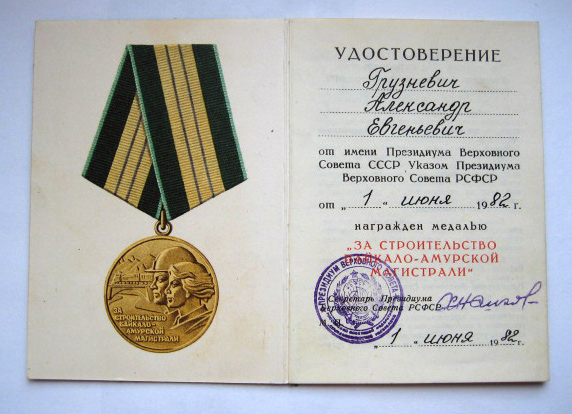 ЗА
СТРОИТЕЛЬСТВО
БАЙКАЛО-
АМУРСКОЙ
МАГИСТРАЛИ
УДОСТОВЕРЕНИЕ
Грузневич
Александр
Евгеньевич
от имени Президиума Верховного
Совета СССР Указом Президиума
Верховного Совета РСФСР
от „ 1 “ июня 1982 г.
награжден медалью
„ЗА СТРОИТЕЛЬСТВО
БАЙКАЛО-АМУРСКОЙ
МАГИСТРАЛИ“
ПРЕЗИДИУМ ВЕРХОВНОГО
Секретарь Президиума
Верховного Совета РСФСР
„ 1 “ июня 1982 г.